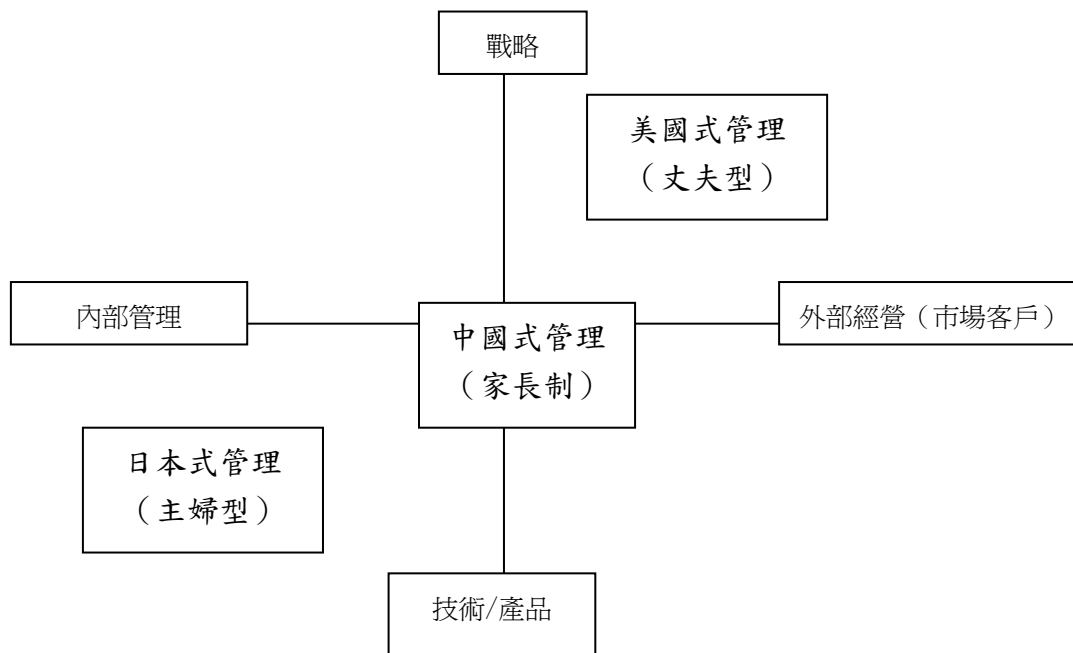 戰略
美國式管理
（丈夫型）
內部管理
中國式管理
（家長制）
外部經營（市場客戶）
日本式管理
（主婦型）
技術/產品